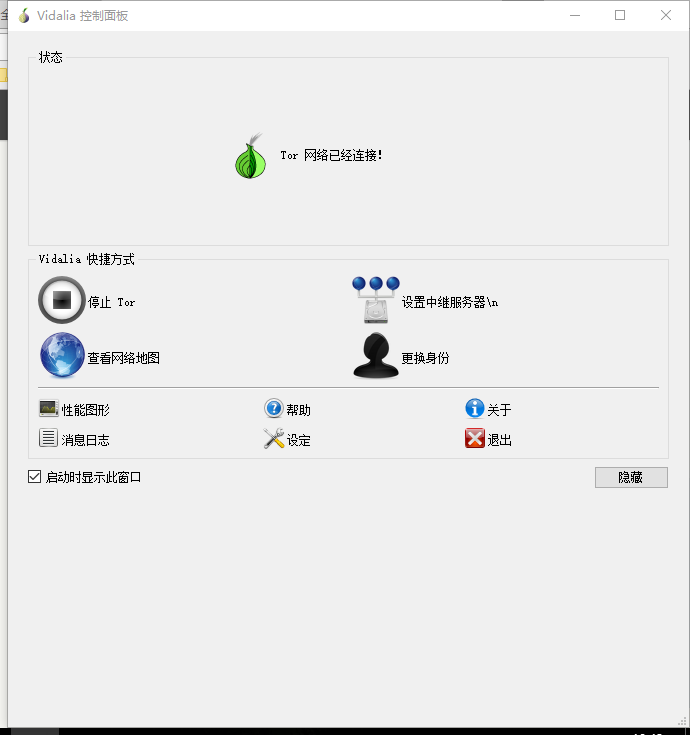 Vidalia 控制面板
状态
Tor 网络已经连接!
Vidalia 快捷方式
停止 Tor
设置中继服务器\n
查看网络地图
更换身份
性能图形
帮助
关于
消息日志
设定
退出
启动时显示此窗口
隐藏